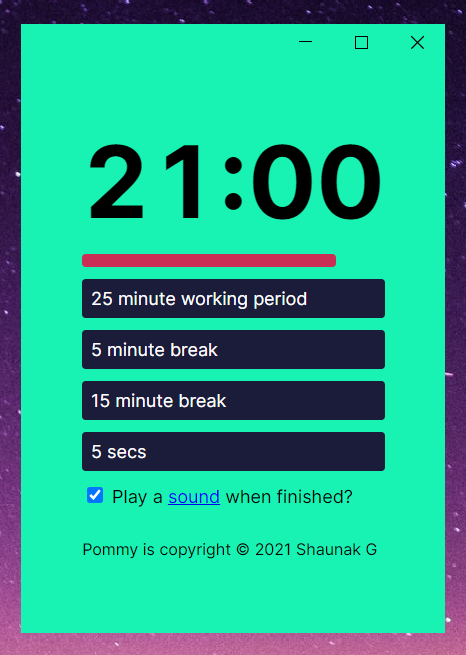 21:00
25 minute working period
5 minute break
15 minute break
5 secs
Play a sound when finished?
Pommy is copyright © 2021 Shaunak G